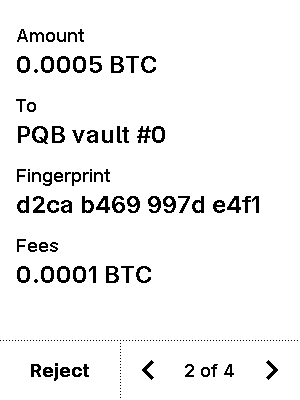 Amount
0.0005 BTC
To
PQB vault #0
Fingerprint
d2ca b469 997d e4f1
Fees
0.0001 BTC
Reject
2 of 4